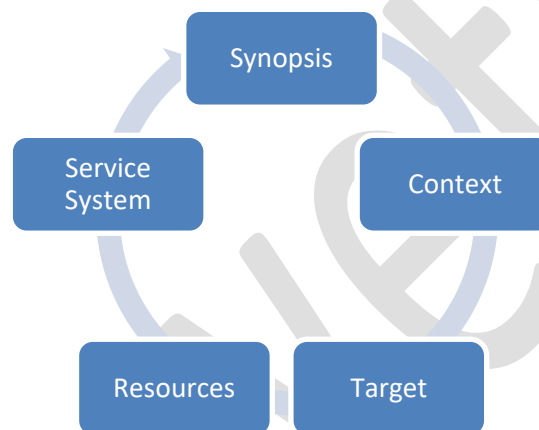 Synopsis
Context
Target
Resources
Service
System